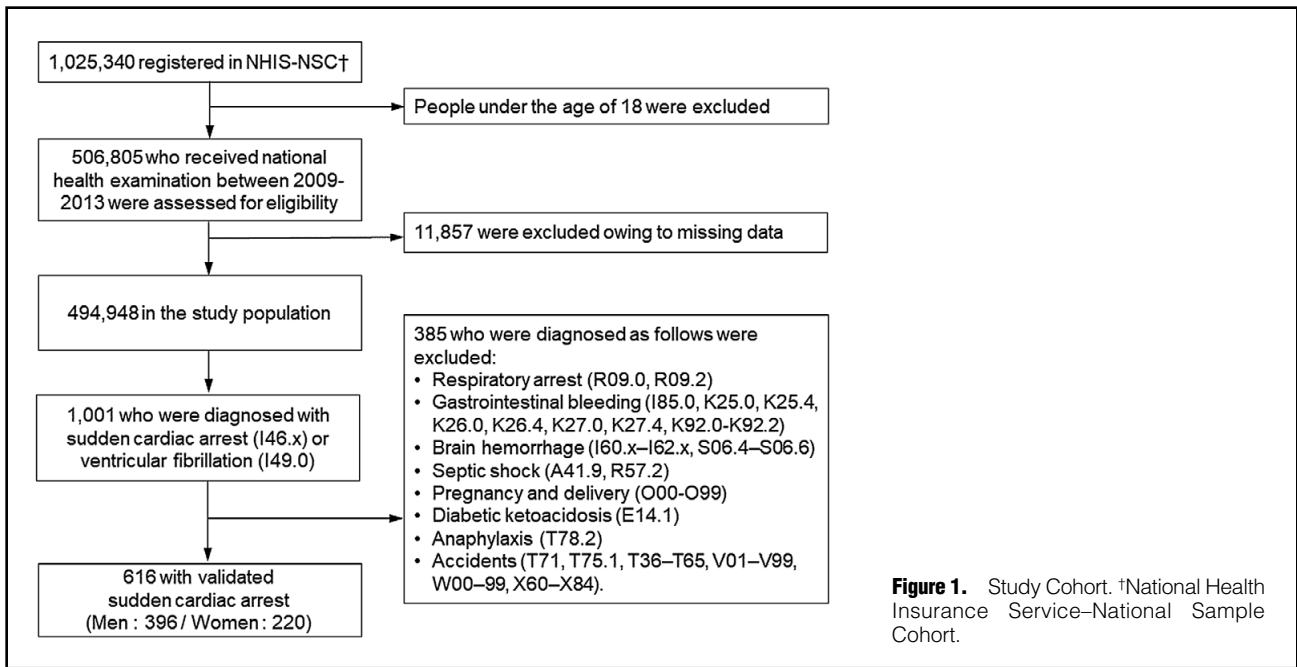 1,025,340 registered in NHIS-NSC†
People under the age of 18 were excluded
506,805 who received national
health examination between 2009-
2013 were assessed for eligibility
11,857 were excluded owing to missing data
494,948 in the study population
385 who were diagnosed as follows were
excluded:
• Respiratory arrest (R09.0, R09.2)
• Gastrointestinal bleeding (I85.0, K25.0, K25.4,
K26.0, K26.4, K27.0, K27.4, K92.0-K92.2)
• Brain hemorrhage (I60.x–I62.x, S06.4–S06.6)
• Septic shock (A41.9, R57.2)
• Pregnancy and delivery (O00-O99)
• Diabetic ketoacidosis (E14.1)
• Anaphylaxis (T78.2)
• Accidents (T71, T75.1, T36–T65, V01–V99,
W00–99, X60–X84).
1,001 who were diagnosed with
sudden cardiac arrest (I46.x) or
ventricular fibrillation (I49.0)
616 with validated
sudden cardiac arrest
(Men : 396 / Women : 220)
Figure 1. Study Cohort. †National Health
Insurance Service–National Sample
Cohort.